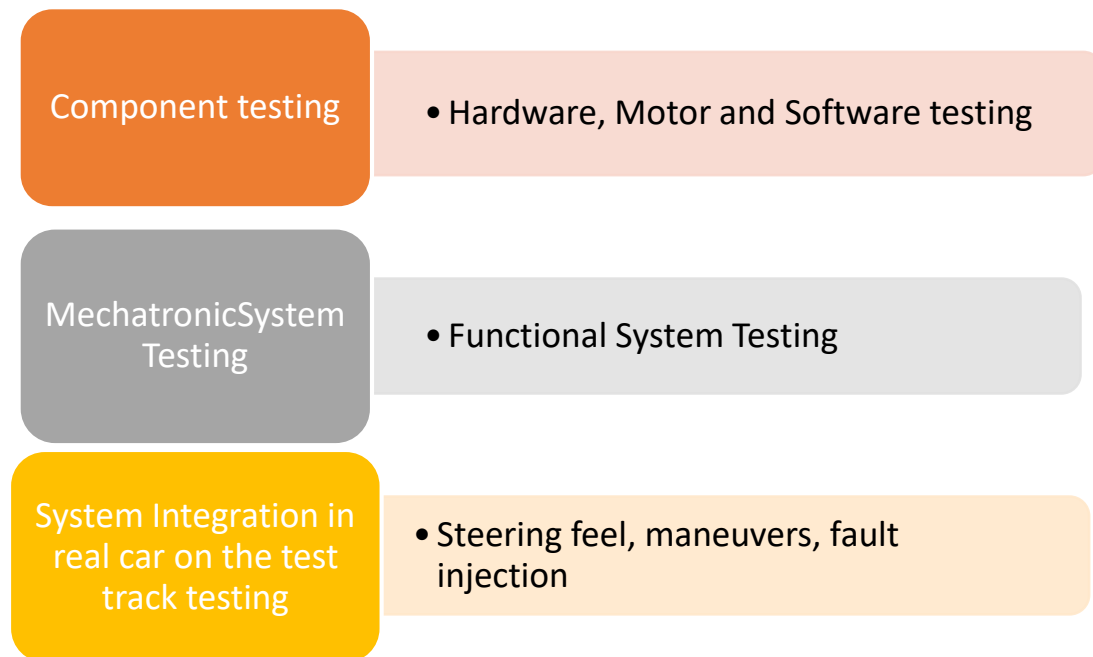 Component testing
• Hardware, Motor and Software testing
MechatronicSystem
Testing
• Functional System Testing
System Integration in
real car on the test
track testing
• Steering feel, maneuvers, fault
injection